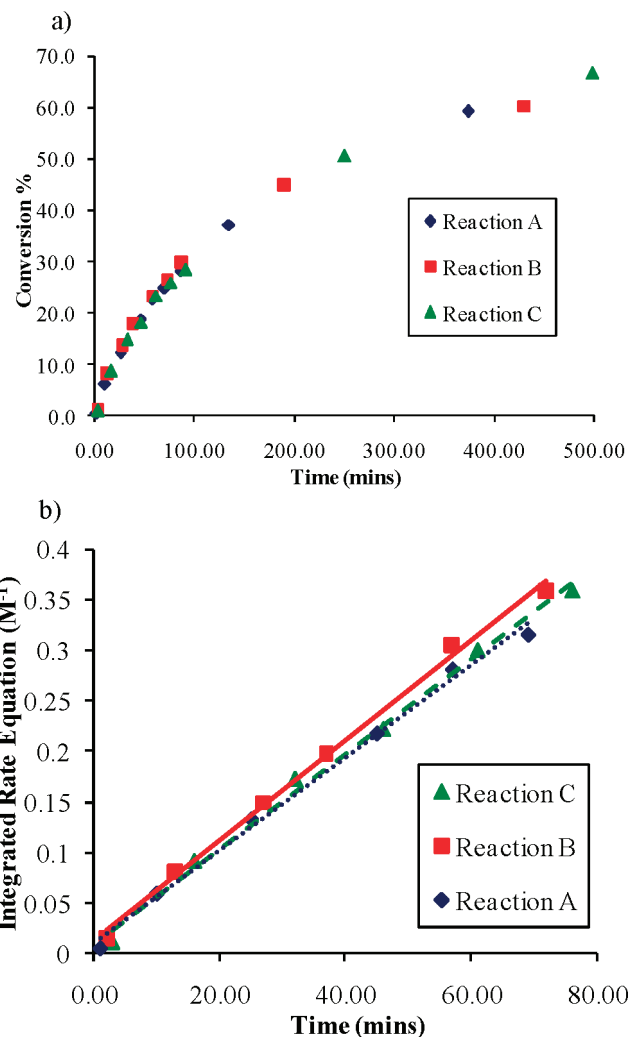 a)
70.0
60.0
50.0
40.0
30.0
20.0
10.0
0.0
Conversion %
Reaction A
Reaction B
Reaction C
0.00 100.00 200.00 300.00 400.00 500.00
Time (mins)
b)
0.4
0.35
0.3
0.25
0.2
0.15
0.1
0.05
0
Integrated Rate Equation (M⁻¹)
Reaction C
Reaction B
Reaction A
0.00 20.00 40.00 60.00 80.00
Time (mins)